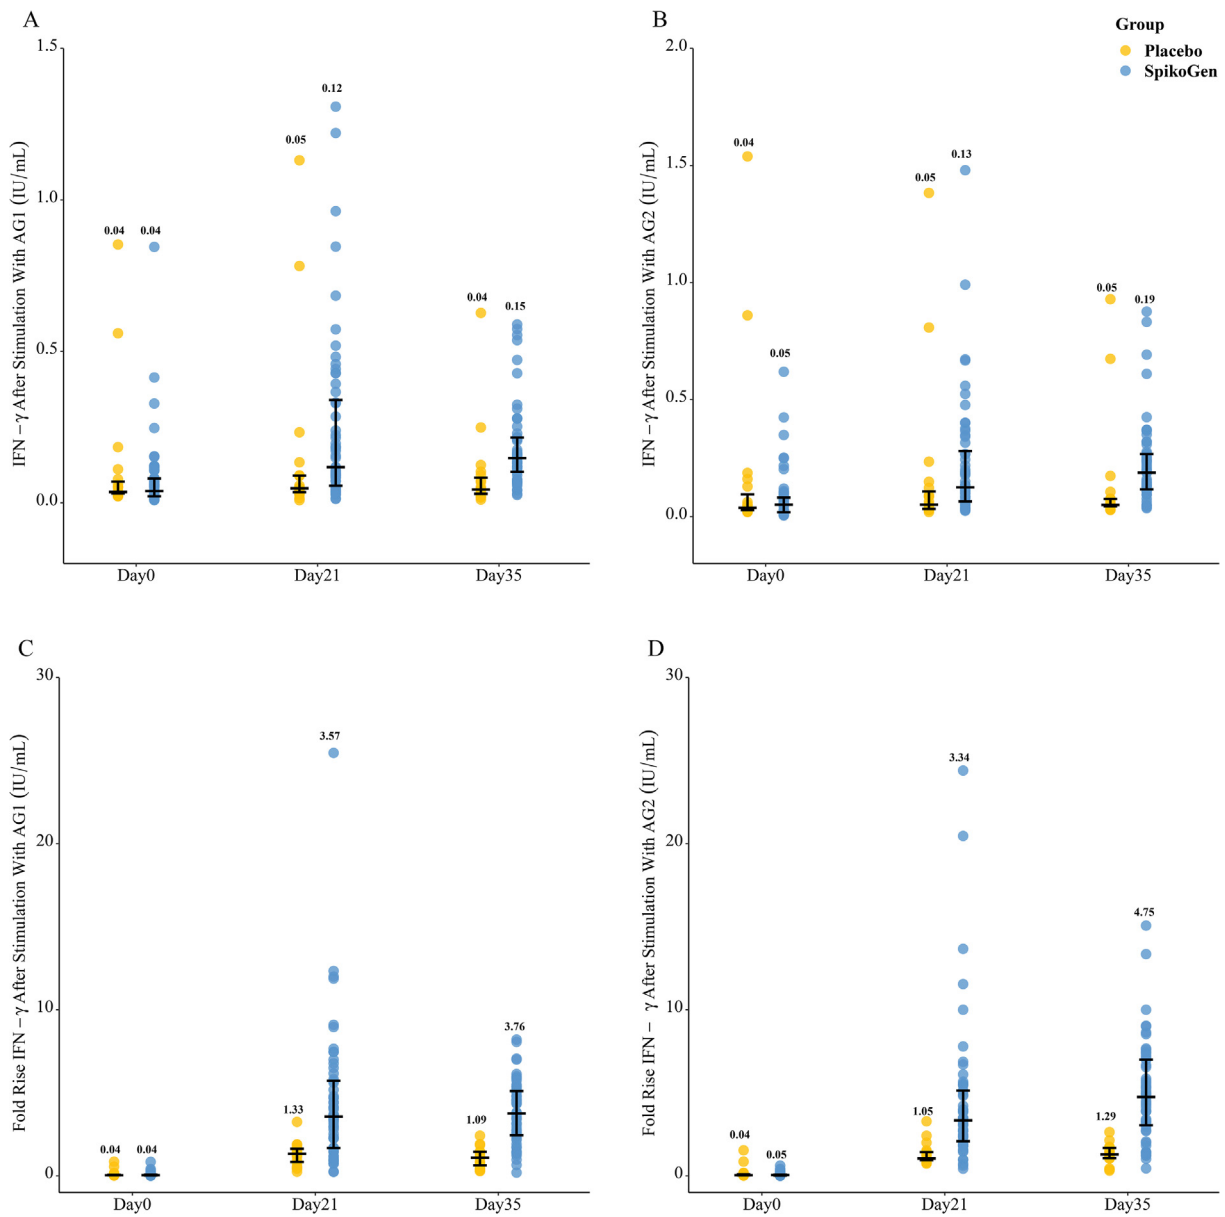 A
B
Group
Placebo
SpikoGen
IFN – γ After Stimulation With AG1 (IU/mL)
1.5
1.0
0.5
0.0
0.04
0.04
0.05
0.12
0.04
0.15
Day0
Day21
Day35
IFN – γ After Stimulation With AG2 (IU/mL)
2.0
1.5
1.0
0.5
0.0
0.04
0.05
0.05
0.13
0.05
0.19
Day0
Day21
Day35
C
D
Fold Rise IFN – γ After Stimulation With AG1 (IU/mL)
30
20
10
0
0.04
0.04
1.33
3.57
1.09
3.76
Day0
Day21
Day35
Fold Rise IFN – γ After Stimulation With AG2 (IU/mL)
30
20
10
0
0.04
0.05
1.05
3.34
1.29
4.75
Day0
Day21
Day35